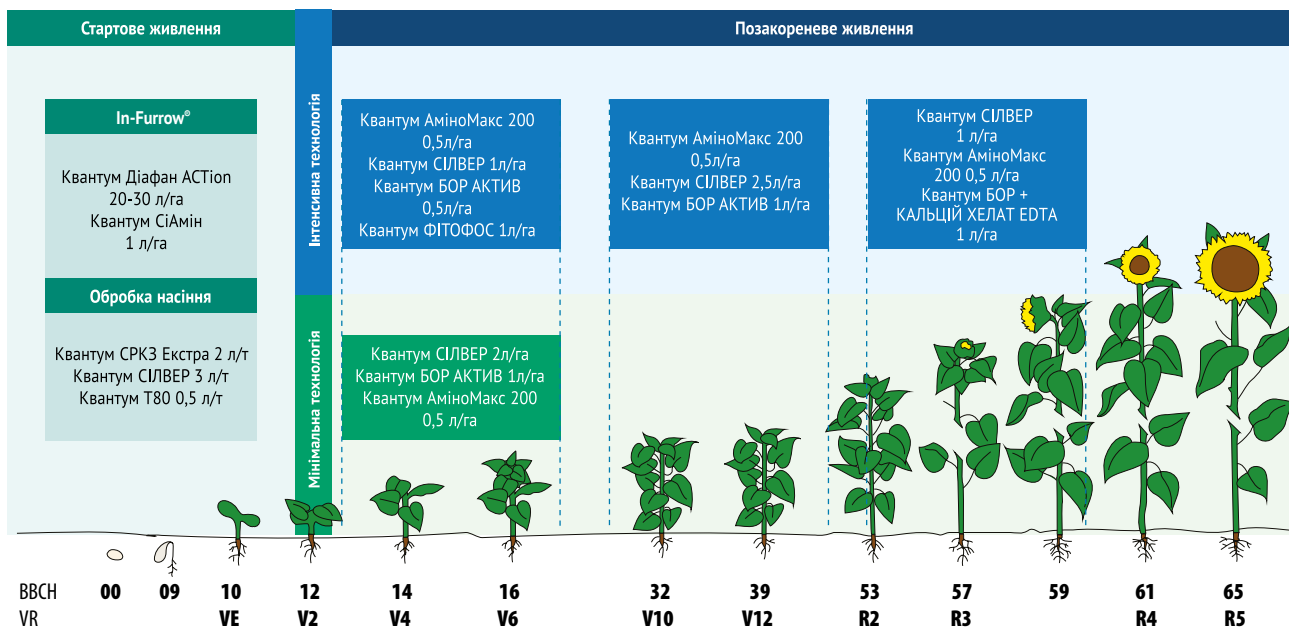 Стартове живлення
Позакореневе живлення
In-Furrow®
Квантум Діафан ACTion
20-30 л/га
Квантум СіАмін
1 л/га
Обробка насіння
Квантум СРКЗ Екстра 2 л/т
Квантум СІЛВЕР 3 л/т
Квантум Т80 0,5 л/т
Інтенсивна технологія
Мінімальна технологія
Квантум АміноМакс 200
0,5л/га
Квантум СІЛВЕР 1л/га
Квантум БОР АКТИВ
0,5л/га
Квантум ФІТОФОС 1л/га
Квантум АміноМакс 200
0,5л/га
Квантум СІЛВЕР 2,5л/га
Квантум БОР АКТИВ 1л/га
Квантум СІЛВЕР
1 л/га
Квантум АміноМакс
200 0,5 л/га
Квантум БОР +
КАЛЬЦІЙ ХЕЛАТ EDTA
1 л/га
Квантум СІЛВЕР 2л/га
Квантум БОР АКТИВ 1л/га
Квантум АміноМакс 200
0,5 л/га
BBCH 00 09 10 12 14 16 32 39 53 57 59 61 65
VR VE V2 V4 V6 V10 V12 R2 R3 R4 R5